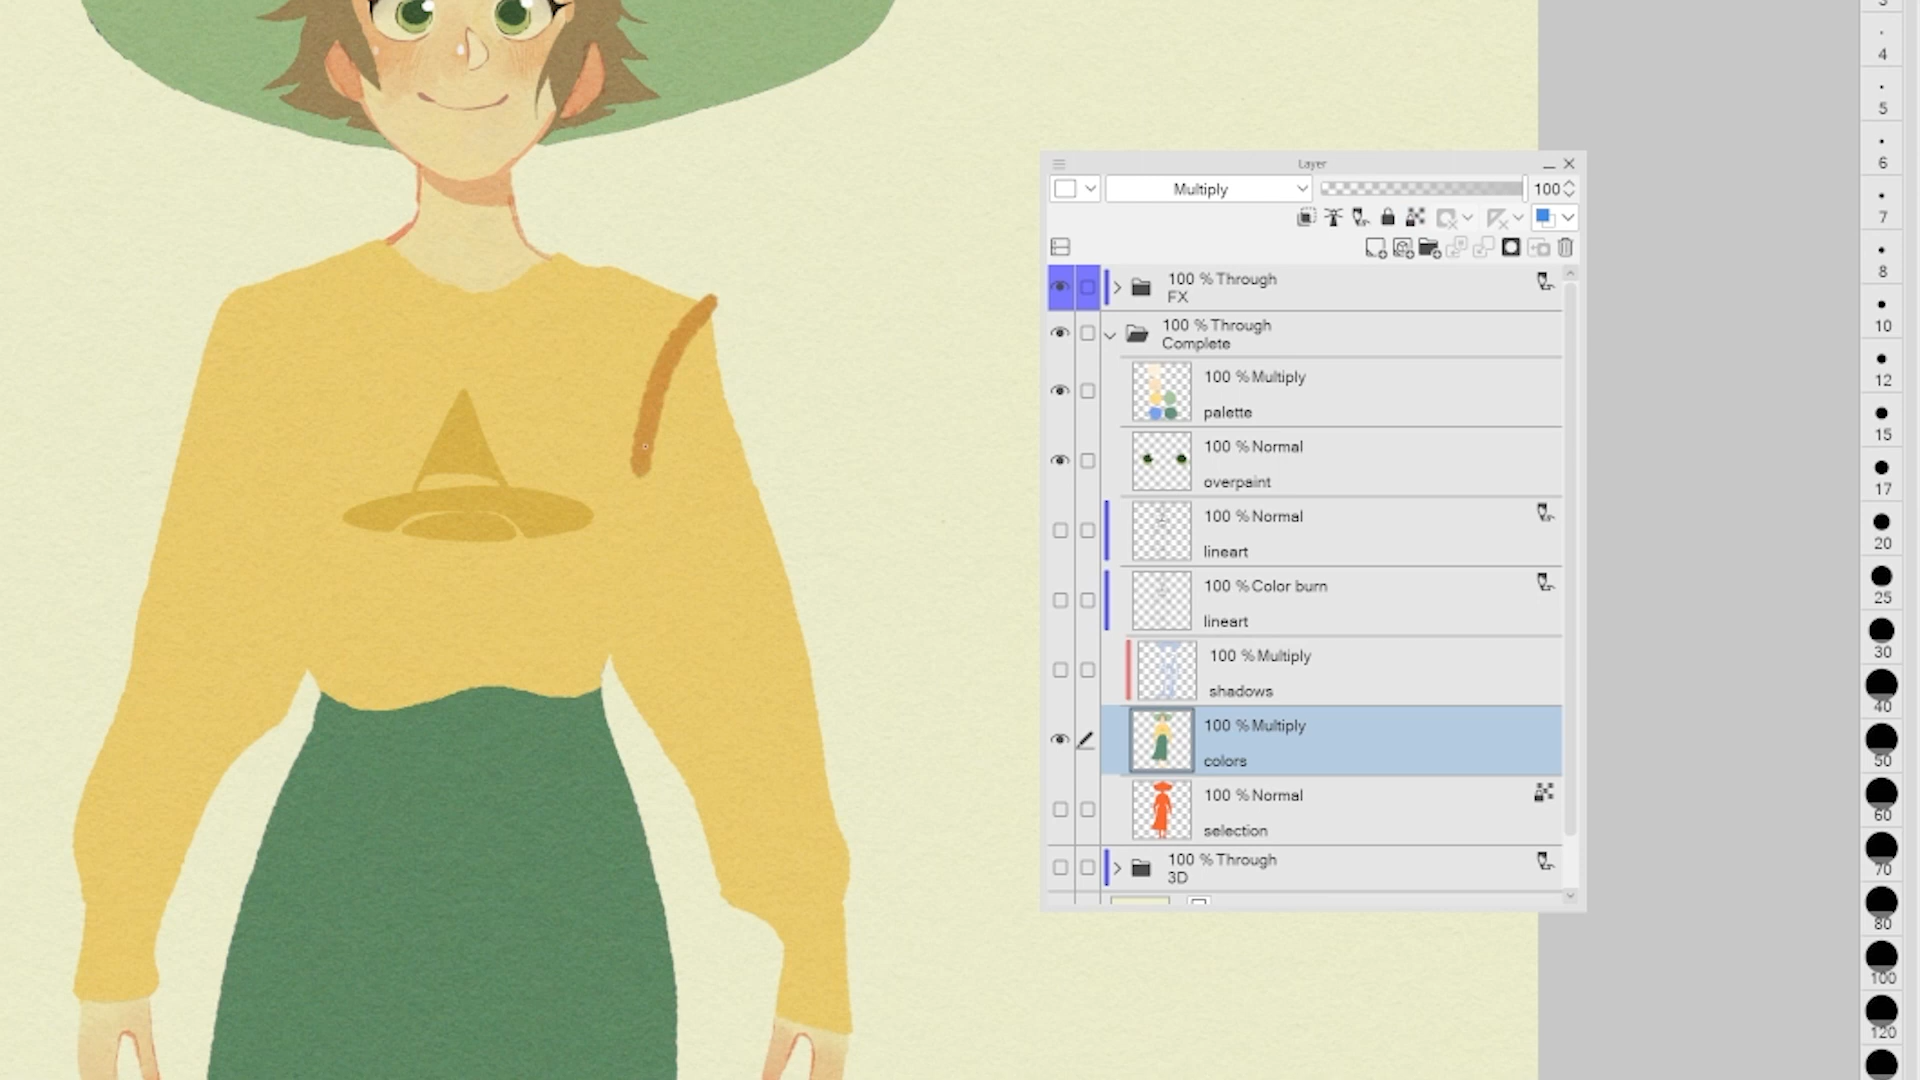 Layer
Multiply
100
100 % Through
FX
100 % Through
Complete
100 % Multiply
palette
100 % Normal
overpaint
100 % Normal
lineart
100 % Color burn
lineart
100 % Multiply
shadows
100 % Multiply
colors
100 % Normal
selection
100 % Through
3D
3
4
5
6
7
8
10
12
15
17
20
25
30
40
50
60
70
80
100
120